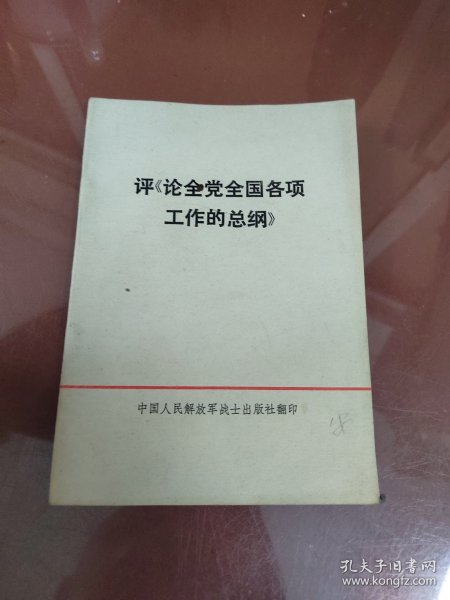 评《论全党全国各项
工作的总纲》
中国人民解放军战士出版社翻印
孔夫子旧书网
www.kongfz.com